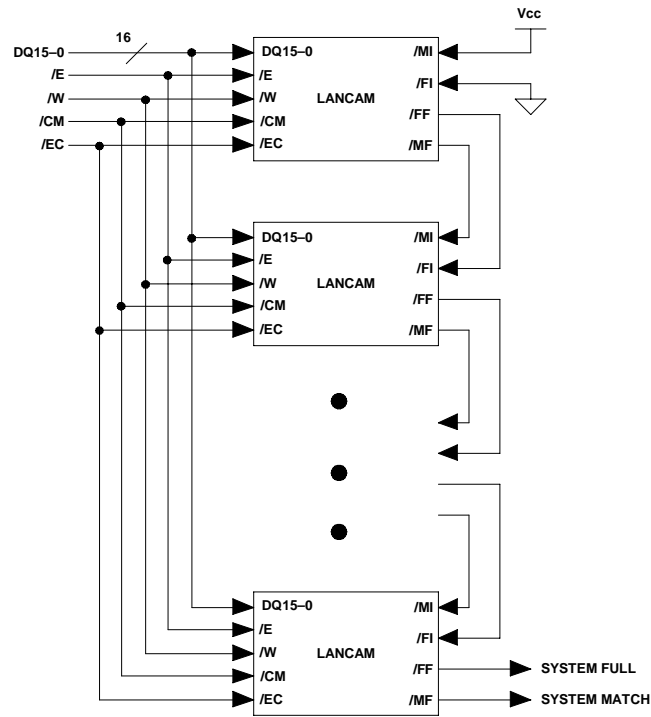 Vcc
16
DQ15–0
/E
/W
/CM
/EC
DQ15–0
/E
/W
/CM
/EC
LANCAM
/MI
/FI
/FF
/MF
DQ15–0
/E
/W
/CM
/EC
LANCAM
/MI
/FI
/FF
/MF
DQ15–0
/E
/W
/CM
/EC
LANCAM
/MI
/FI
/FF
/MF
SYSTEM FULL
SYSTEM MATCH